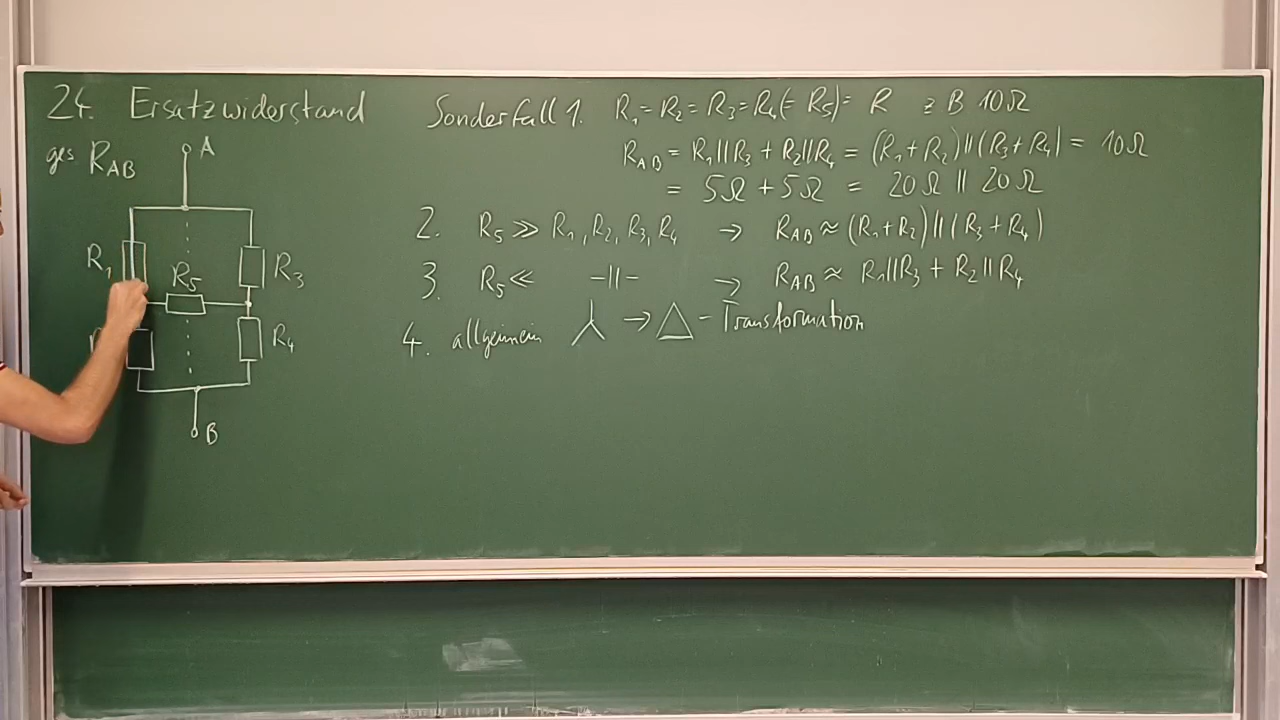 24. Ersatzwiderstand
ges R_AB
A
R₁
R₅
R₃
R₄
B
Sonderfall 1. R₁ = R₂ = R₃ = R₄ (= R₅) = R z B 10Ω
R_AB = R₁||R₃ + R₂||R₄ = (R₁+R₂)||(R₃+R₄) = 10Ω
= 5Ω + 5Ω = 20Ω || 20Ω
2. R₅ ≫ R₁, R₂, R₃, R₄ → R_AB ≈ (R₁+R₂)||(R₃+R₄)
3. R₅ ≪ –||– → R_AB ≈ R₁||R₃ + R₂||R₄
4. allgemein → △ - Transformation